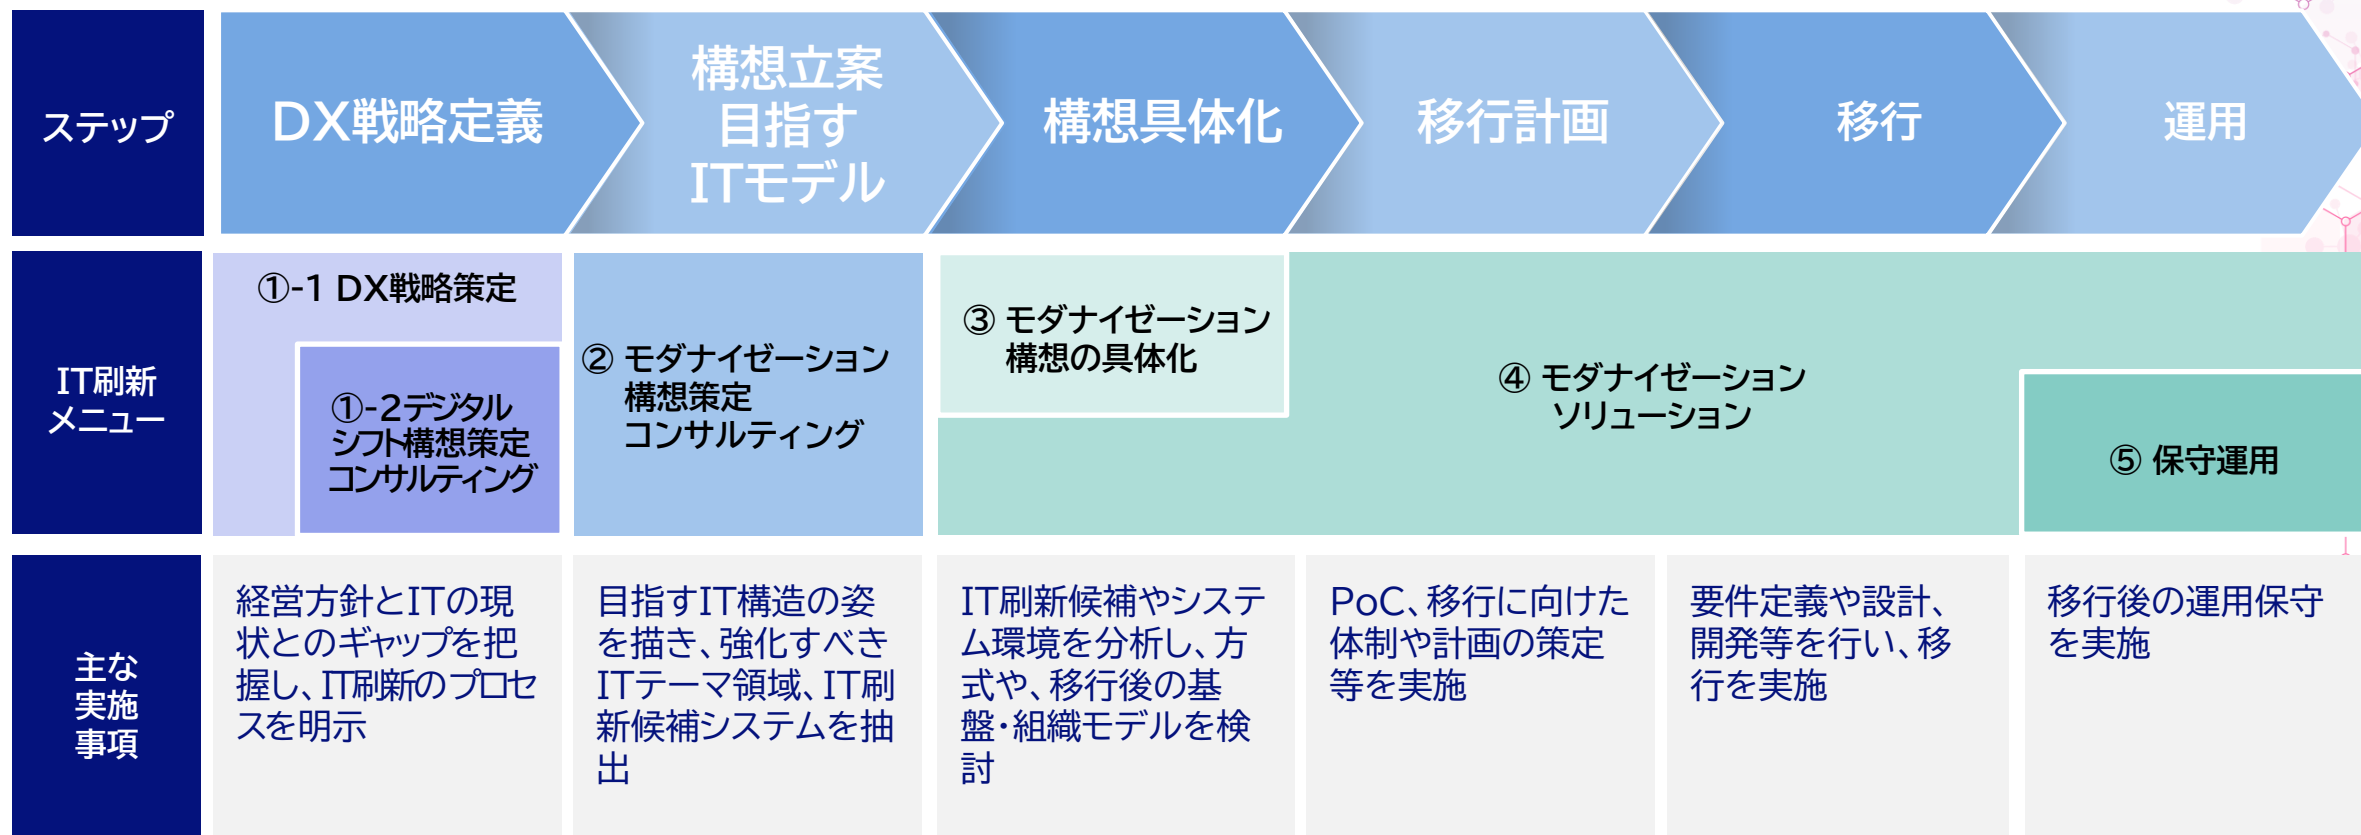 ステップ
DX戦略定義
構想立案
目指す
ITモデル
構想具体化
移行計画
移行
運用
IT刷新
メニュー
①-1 DX戦略策定
①-2デジタル
シフト構想策定
コンサルティング
② モダナイゼーション
構想策定
コンサルティング
③ モダナイゼーション
構想の具体化
④ モダナイゼーション
ソリューション
⑤ 保守運用
主な
実施
事項
経営方針とITの現
状とのギャップを把
握し、IT刷新のプロセ
スを明示
目指すIT構造の姿
を描き、強化すべき
ITテーマ領域、IT刷
新候補システムを抽
出
IT刷新候補やシステ
ム環境を分析し、方
式や、移行後の基
盤・組織モデルを検
討
PoC、移行に向けた
体制や計画の策定
等を実施
要件定義や設計、
開発等を行い、移
行を実施
移行後の運用保守
を実施